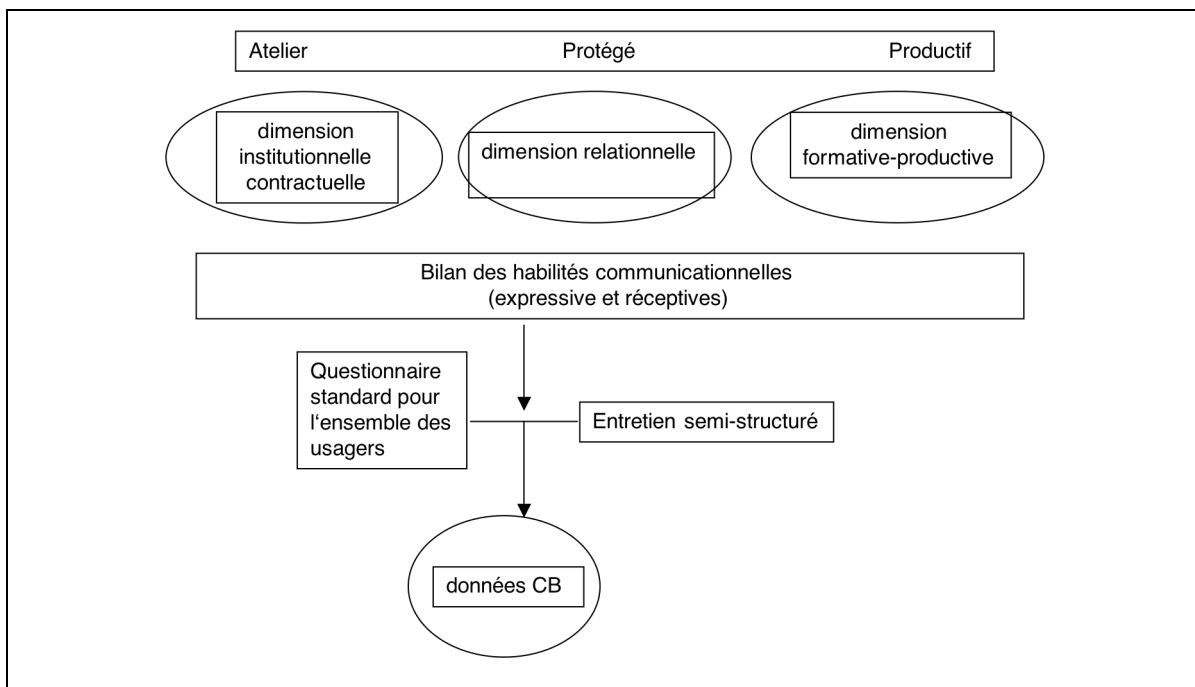 Atelier Protégé Productif
dimension
institutionnelle
contractuelle
dimension relationnelle
dimension
formative-productive
Bilan des habilités communicationnelles
(expressive et réceptives)
Questionnaire
standard pour
l‘ensemble des
usagers
Entretien semi-structuré
données CB